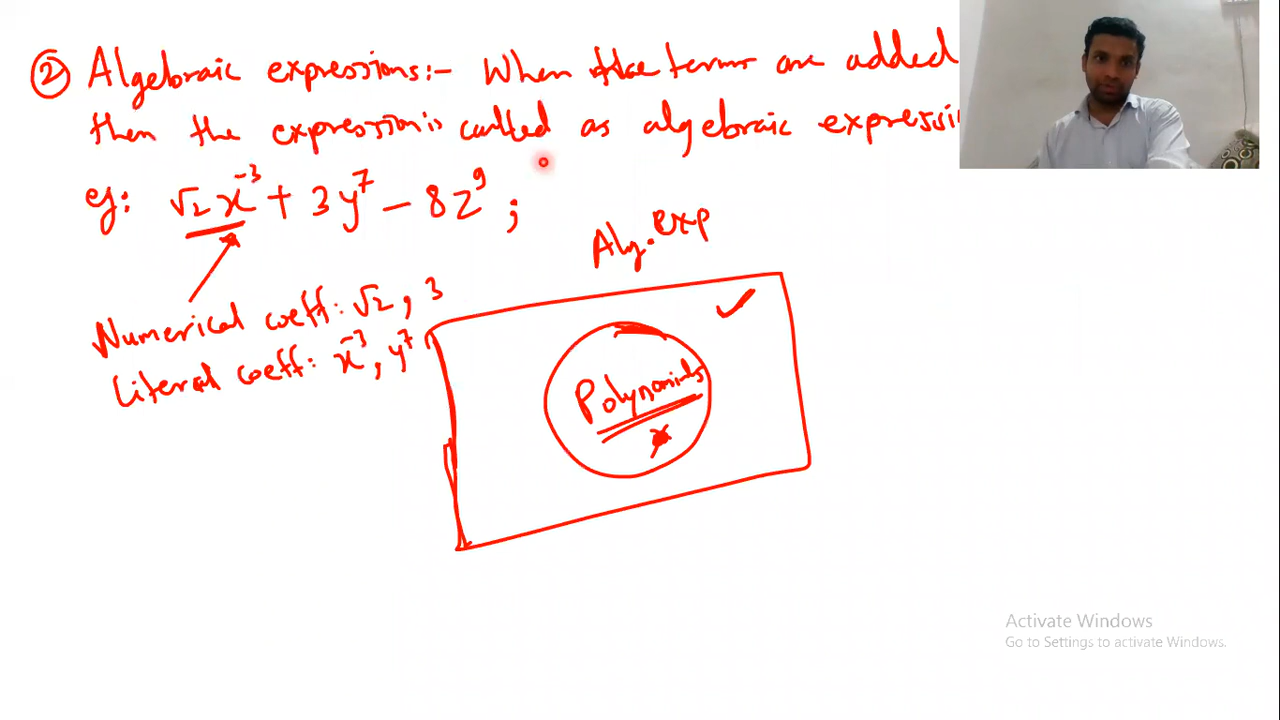 ② Algebraic expressions:- When the terms are added
then the expression is called as algebraic expressi
eg: √2x⁻³ + 3y⁷ - 8z⁹ ;
Alg. exp
Numerical coeff: √2, 3
Literal coeff: x⁻³, y⁷
Polynomials
Activate Windows
Go to Settings to activate Windows.